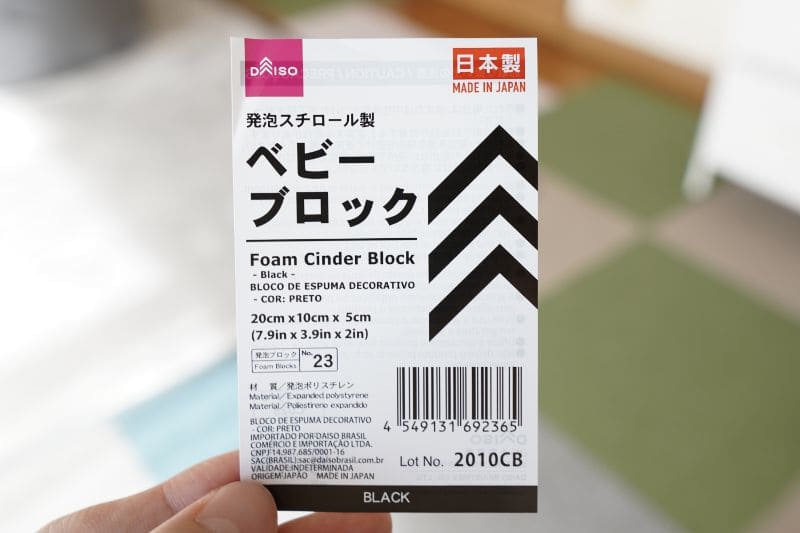 DAISO
日本製
MADE IN JAPAN
発泡スチロール製
ベビー
ブロック
Foam Cinder Block
- Black -
BLOCO DE ESPUMA DECORATIVO
- COR: PRETO
20cm x 10cm x 5cm
(7.9in x 3.9in x 2in)
発泡ブロック
Foam Blocks
No. 23
材 質／発泡ポリスチレン
Material／Expanded polystyrene
Material／Poliestireno expandido
BLOCO DE ESPUMA DECORATIVO
- COR: PRETO
IMPORTADO POR:DAISO BRASIL
COMÉRCIO E IMPORTAÇÃO LTDA.
CNPJ:14.987.685/0001-16
SAC(BRASIL):sac@daisobrasil.com.br
VALIDADE:INDETERMINADA
ORIGEM:JAPÃO MADE IN JAPAN
4 549131 692365
Lot No. 2010CB
BLACK